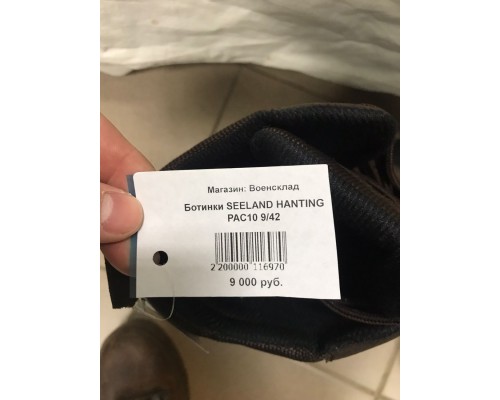 Магазин: Военсклад
Ботинки SEELAND HANTING
PAC10 9/42
2 200000 116970
9 000 руб.